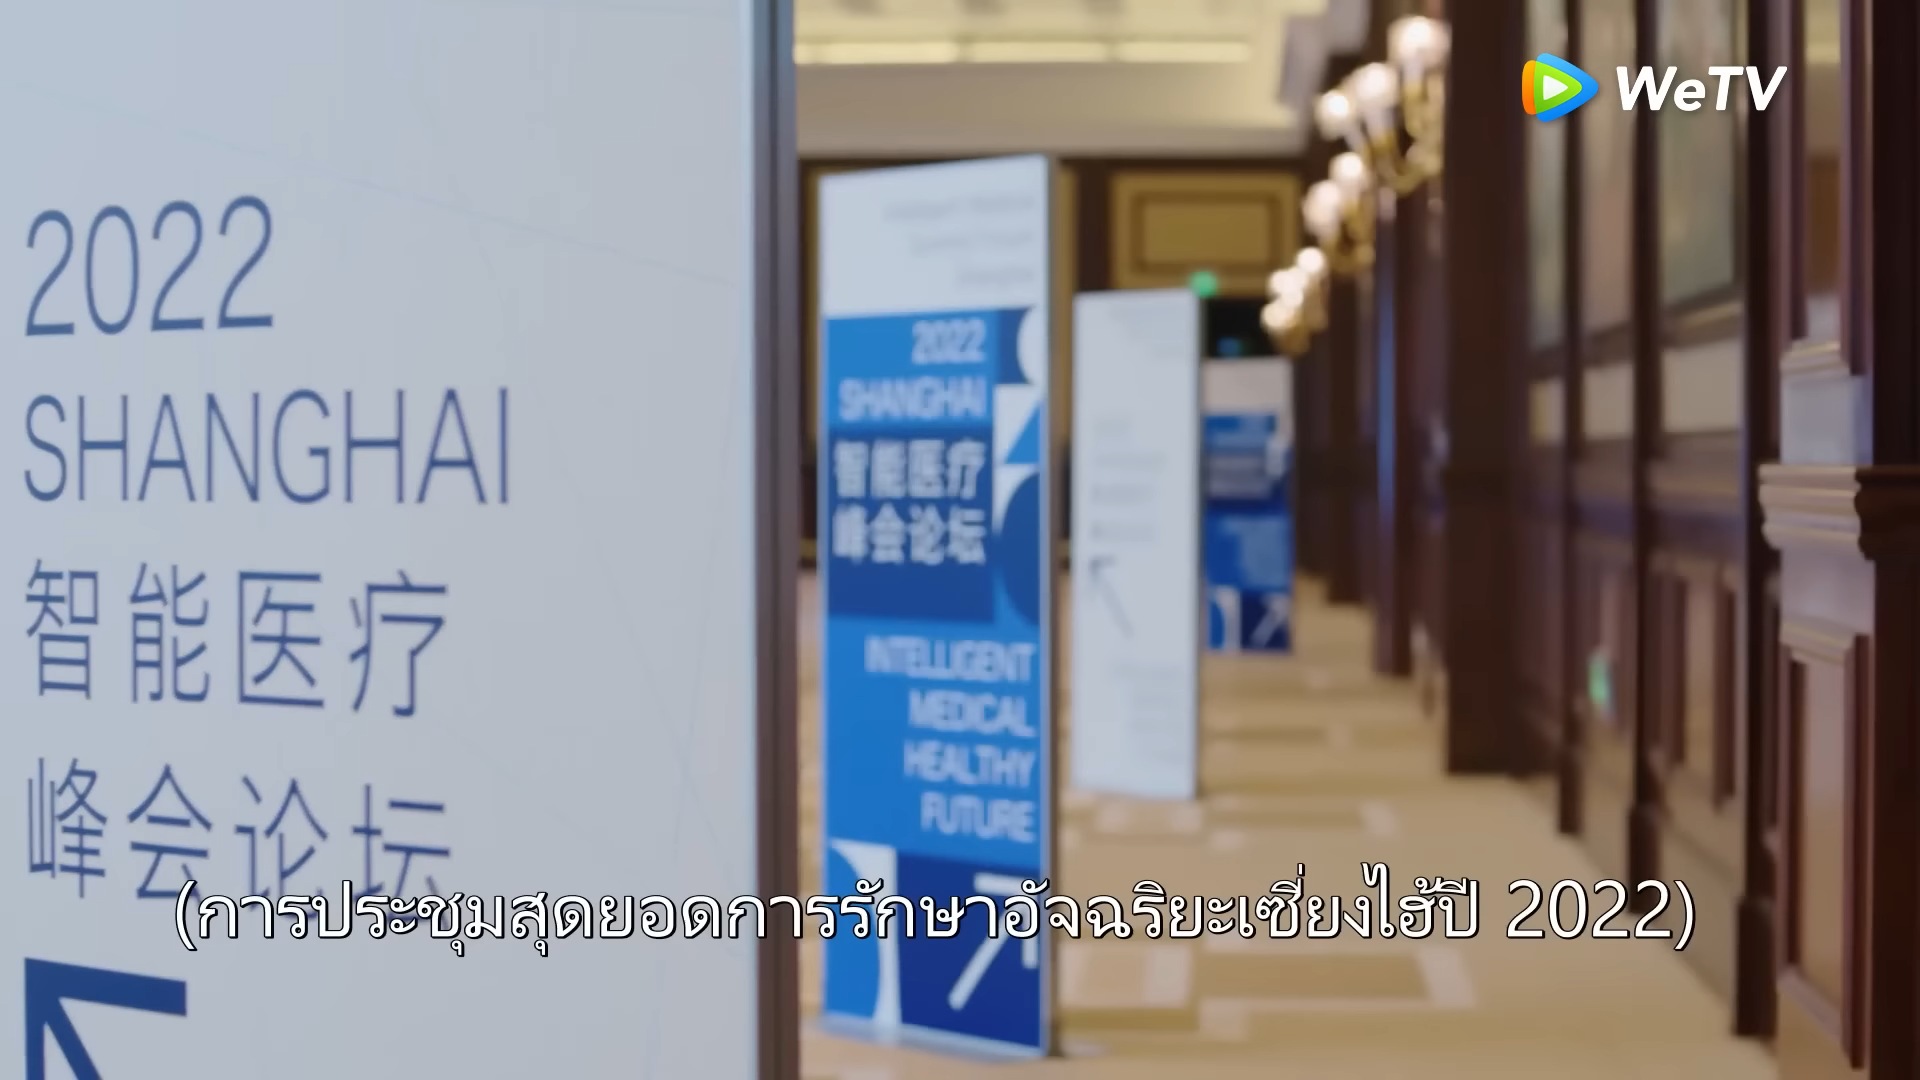 WeTV
2022
SHANGHAI
智能医疗
峰会论坛
2022
SHANGHAI
智能医疗
峰会论坛
INTELLIGENT
MEDICAL
HEALTHY
FUTURE
(การประชุมสุดยอดการรักษาอัจฉริยะเซี่ยงไฮ้ปี 2022)